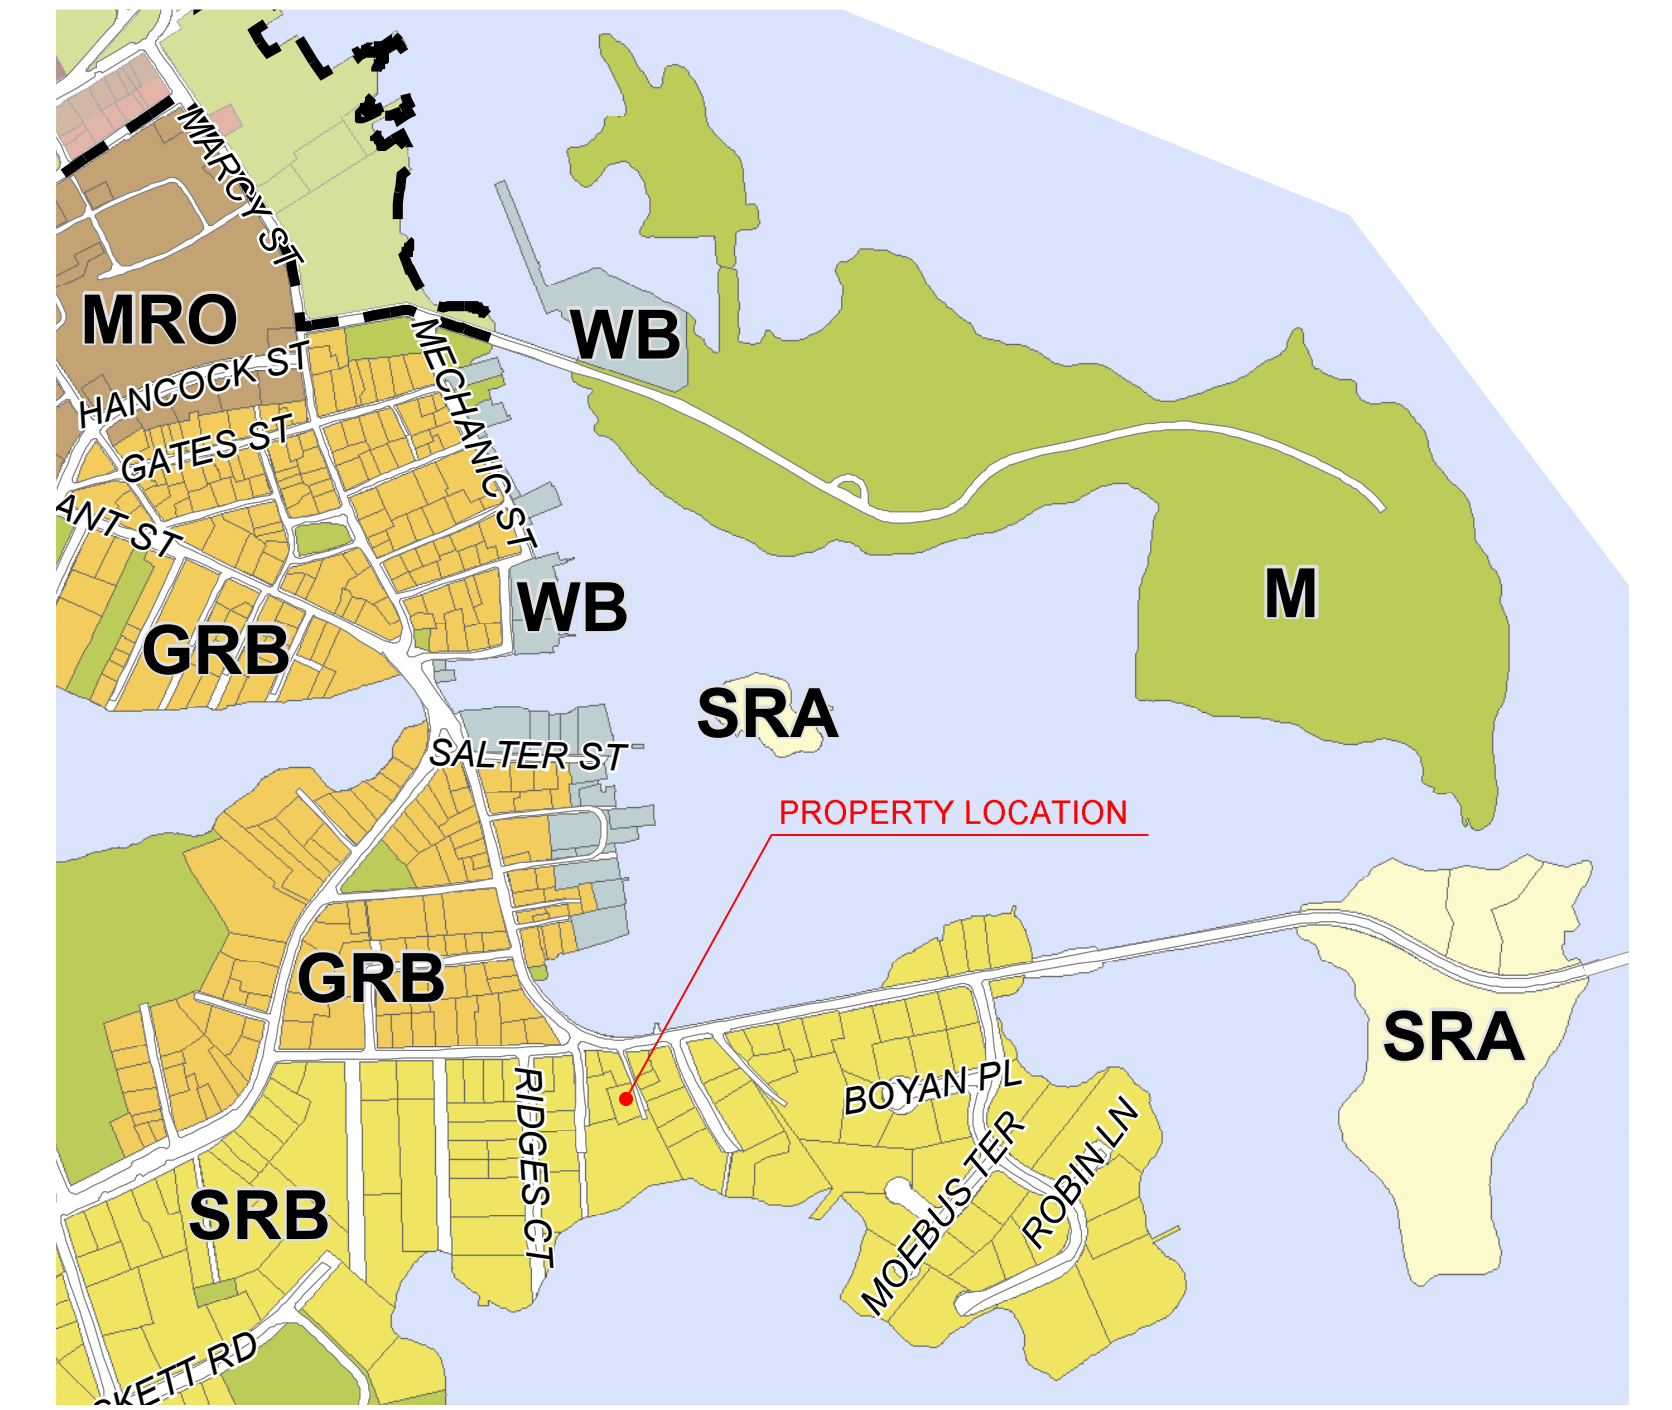 MARCY ST
MRO
WB
HANCOCK ST
MECHANIC ST
GATES ST
ANT ST
WB
M
GRB
SRA
SALTER ST
PROPERTY LOCATION
GRB
SRA
BOYAN PL
RIDGES CT
MOEBUS TER
ROBIN LN
SRB
CKETT RD